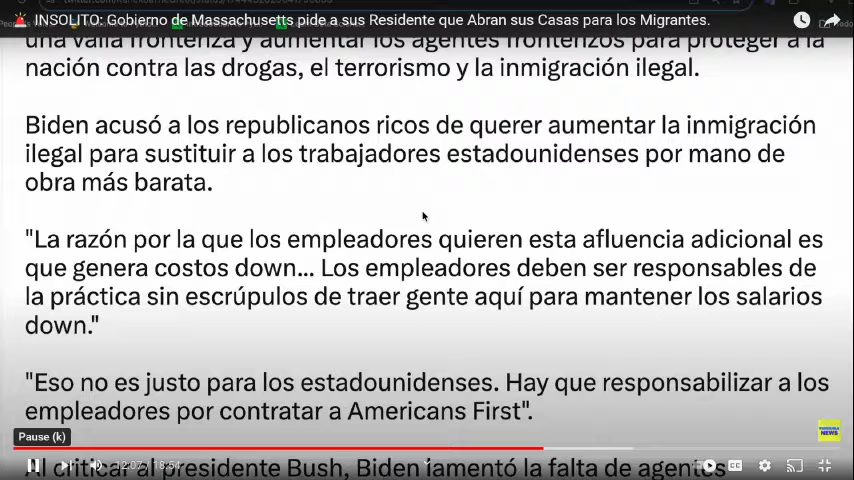 INSOLITO: Gobierno de Massachusetts pide a sus Residente que Abran sus Casas para los Migrantes.
una valla fronteriza y aumentar los agentes fronterizos para proteger a la
nación contra las drogas, el terrorismo y la inmigración ilegal.
Biden acusó a los republicanos ricos de querer aumentar la inmigración
ilegal para sustituir a los trabajadores estadounidenses por mano de
obra más barata.
"La razón por la que los empleadores quieren esta afluencia adicional es
que genera costos down... Los empleadores deben ser responsables de
la práctica sin escrúpulos de traer gente aquí para mantener los salarios
down."
"Eso no es justo para los estadounidenses. Hay que responsabilizar a los
empleadores por contratar a Americans First".
NEWS
Pause (k)
12:07 / 18:54
CC
Al criticar al presidente Bush, Biden lamentó la falta de agentes